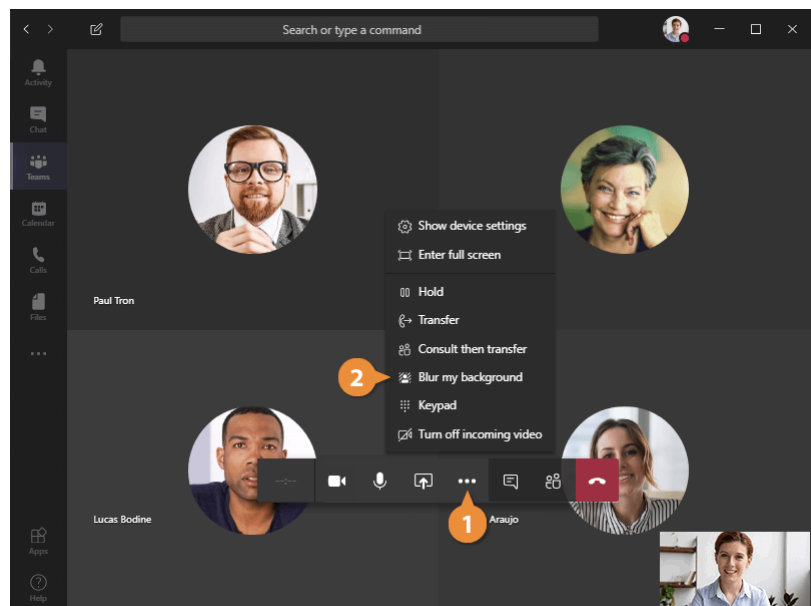 Search or type a command
Activity
Chat
Teams
Calendar
Calls
Files
Apps
Help
Paul Tron
Show device settings
Enter full screen
Hold
Transfer
Consult then transfer
2
Blur my background
Keypad
Turn off incoming video
Lucas Bodine
1
Araujo